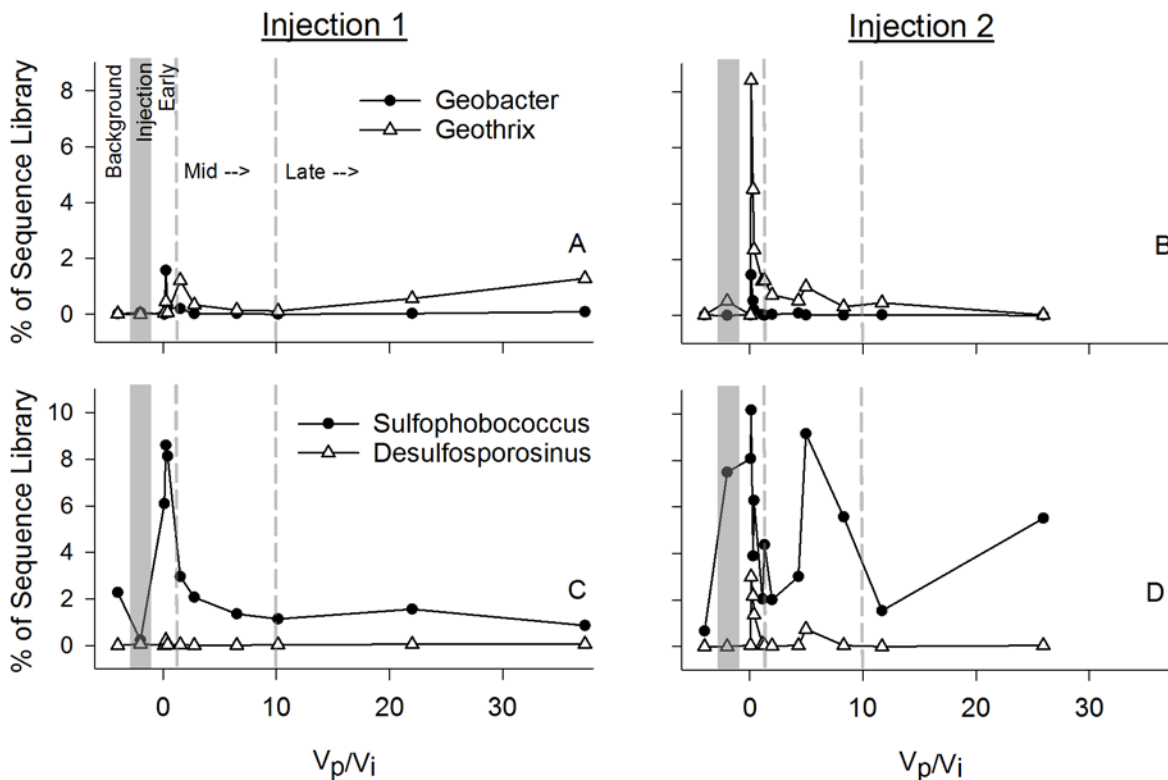 Injection 1
Injection 2
% of Sequence Library
8
6
4
2
0
Background
Injection
Early
Geobacter
Geothrix
Mid -->
Late -->
A
B
% of Sequence Library
10
8
6
4
2
0
Sulfophobococcus
Desulfosporosinus
C
D
0
10
20
30
0
10
20
30
Vp/Vi
Vp/Vi